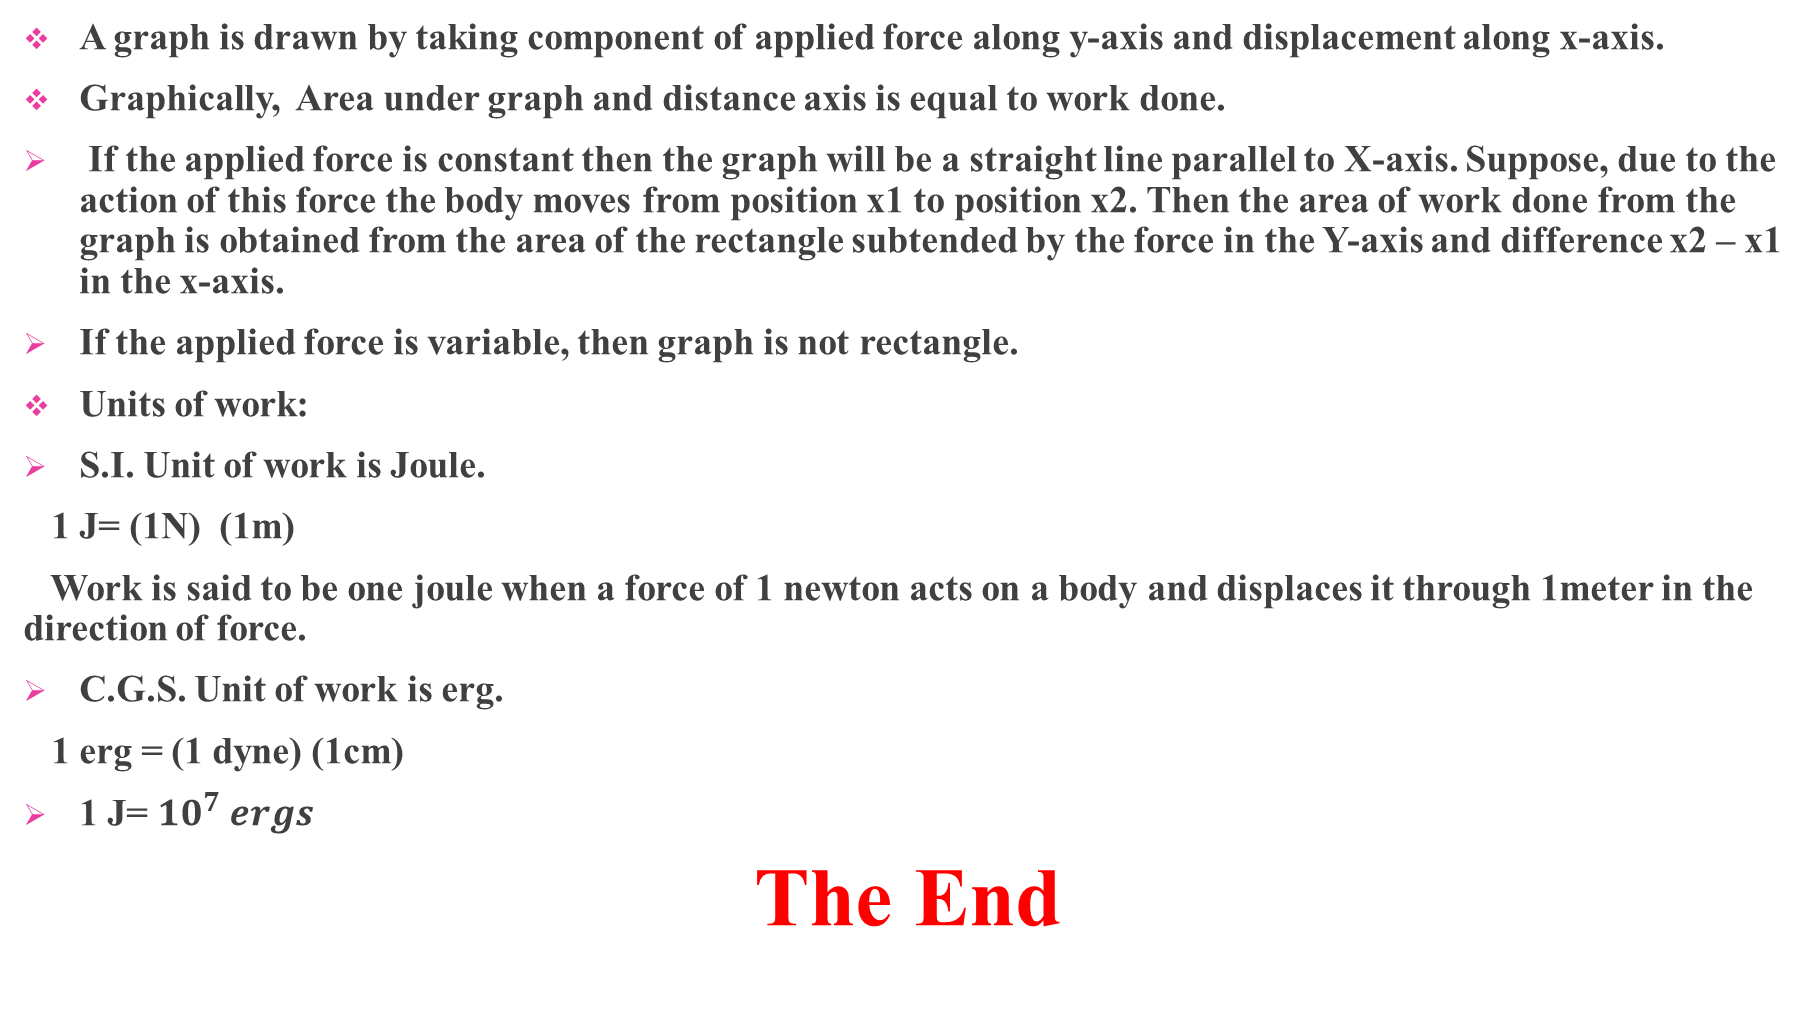 ❖ A graph is drawn by taking component of applied force along y-axis and displacement along x-axis.
❖ Graphically, Area under graph and distance axis is equal to work done.
➢ If the applied force is constant then the graph will be a straight line parallel to X-axis. Suppose, due to the
action of this force the body moves from position x1 to position x2. Then the area of work done from the
graph is obtained from the area of the rectangle subtended by the force in the Y-axis and difference x2 – x1
in the x-axis.
➢ If the applied force is variable, then graph is not rectangle.
❖ Units of work:
➢ S.I. Unit of work is Joule.
1 J= (1N) (1m)
Work is said to be one joule when a force of 1 newton acts on a body and displaces it through 1meter in the
direction of force.
➢ C.G.S. Unit of work is erg.
1 erg = (1 dyne) (1cm)
➢ 1 J= 10⁷ ergs
The End